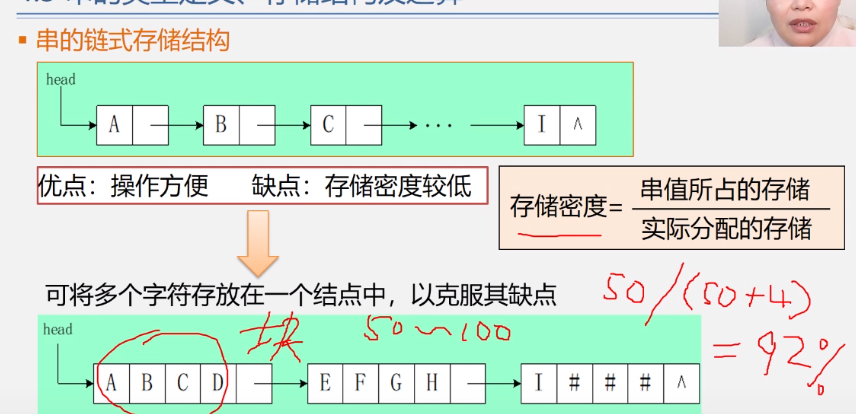 ▪ 串的链式存储结构
head
A B C ··· I ∧
优点：操作方便 缺点：存储密度较低
存储密度=
串值所占的存储
实际分配的存储
可将多个字符存放在一个结点中，以克服其缺点
50/(50+4)
=92%
head
块 50~100
A B C D E F G H I # # # ∧